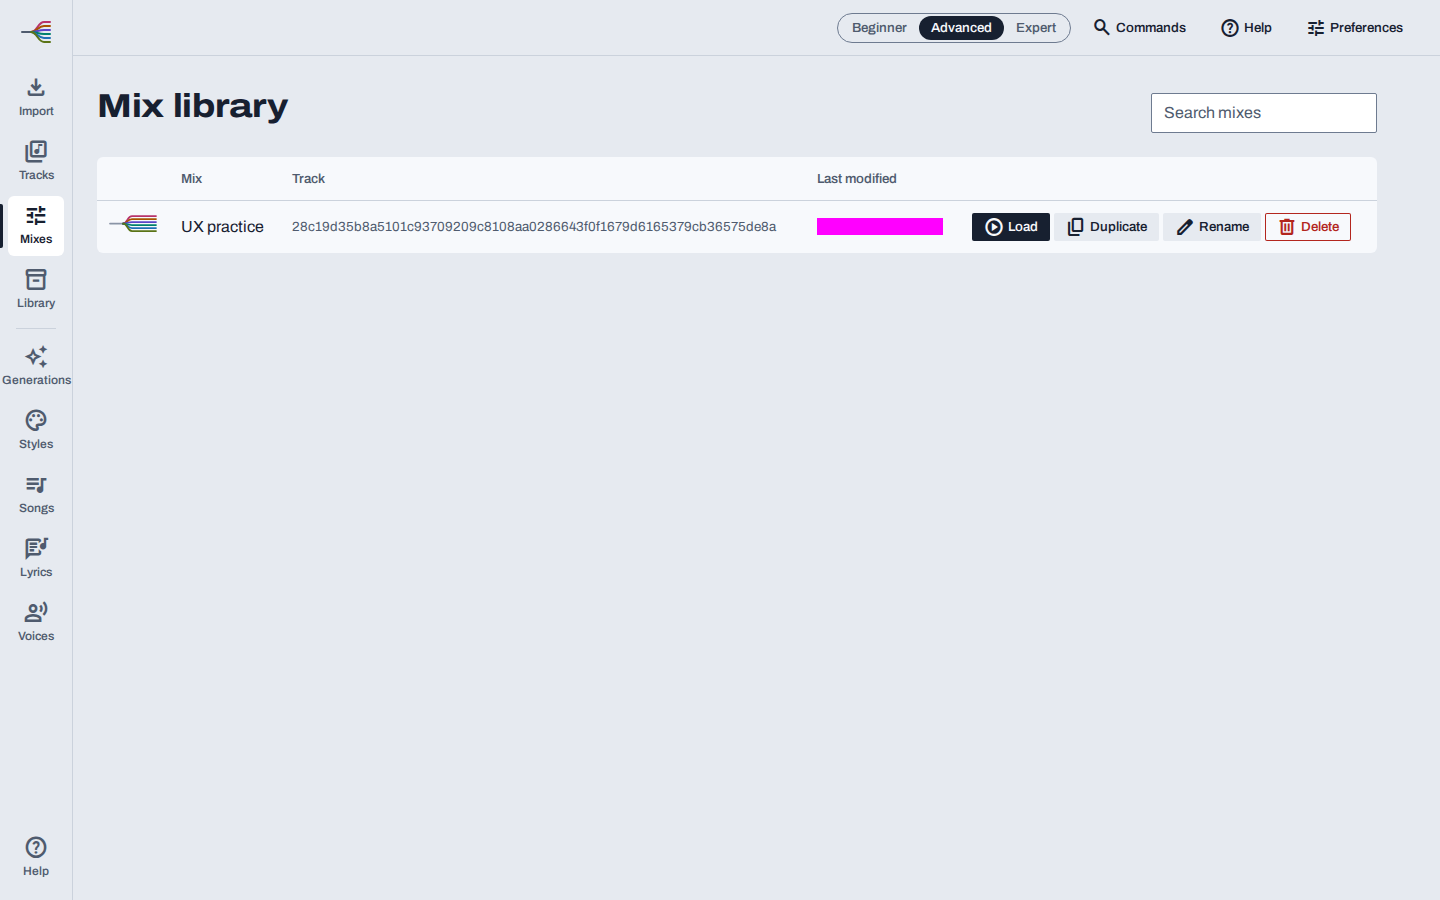 Beginner Advanced Expert Commands Help Preferences
Import
Tracks
Mixes
Library
Generations
Styles
Songs
Lyrics
Voices
Help
Mix library
Search mixes
Mix Track Last modified
UX practice 28c19d35b8a5101c93709209c8108aa0286643f0f1679d6165379cb36575de8a Load Duplicate Rename Delete